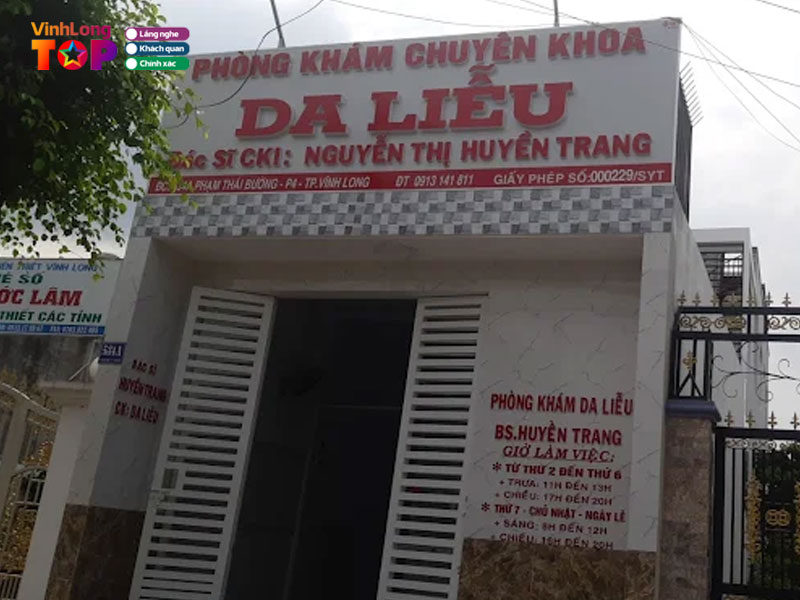 VinhLong
TOP
Lắng nghe
Khách quan
Chính xác
PHÒNG KHÁM CHUYÊN KHOA
DA LIỄU
BÁC SĨ CKI: NGUYỄN THỊ HUYỀN TRANG
PHẠM THÁI BƯỜNG - P4 - TP.VĨNH LONG ĐT 0913 141 811 GIẤY PHÉP SỐ:000229/SYT
THIẾT VĨNH LONG
SỐ
ỐC LÂM
THIẾT CÁC TỈNH
BÁC SĨ
HUYỀN TRANG
CK: DA LIỄU
PHÒNG KHÁM DA LIỄU
BS.HUYỀN TRANG
GIỜ LÀM VIỆC:
* TỪ THỨ 2 ĐẾN THỨ 6
+ TRƯA: 11H ĐẾN 13H
+ CHIỀU: 17H ĐẾN 20H
* THỨ 7 - CHỦ NHẬT - NGÀY LỄ
+ SÁNG: 8H ĐẾN 12H
+ CHIỀU: 15H ĐẾN 20H